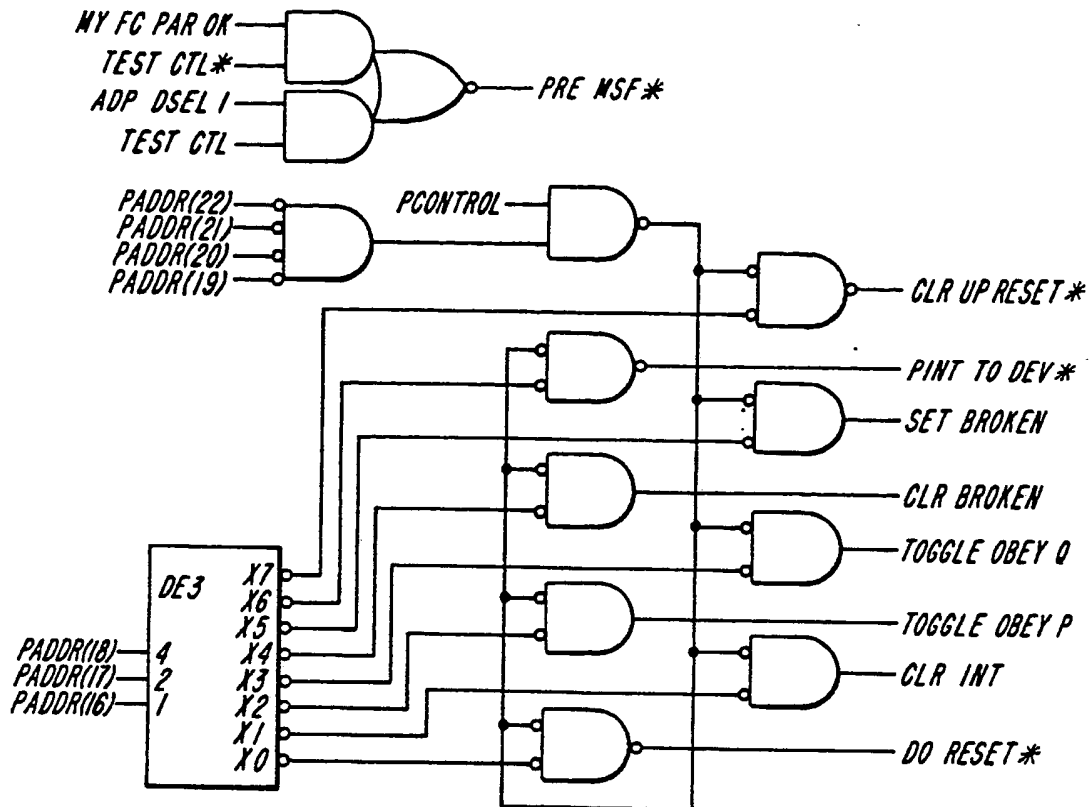 MY FC PAR OK
TEST CTL*
ADP DSEL 1
TEST CTL
PRE MSF*
PADDR(22)
PADDR(21)
PADDR(20)
PADDR(19)
PCONTROL
CLR UP RESET*
PINT TO DEV*
SET BROKEN
CLR BROKEN
TOGGLE OBEY Q
TOGGLE OBEY P
CLR INT
DO RESET*
DE3
X7
X6
X5
X4
X3
X2
X1
X0
PADDR(18) 4
PADDR(17) 2
PADDR(16) 1